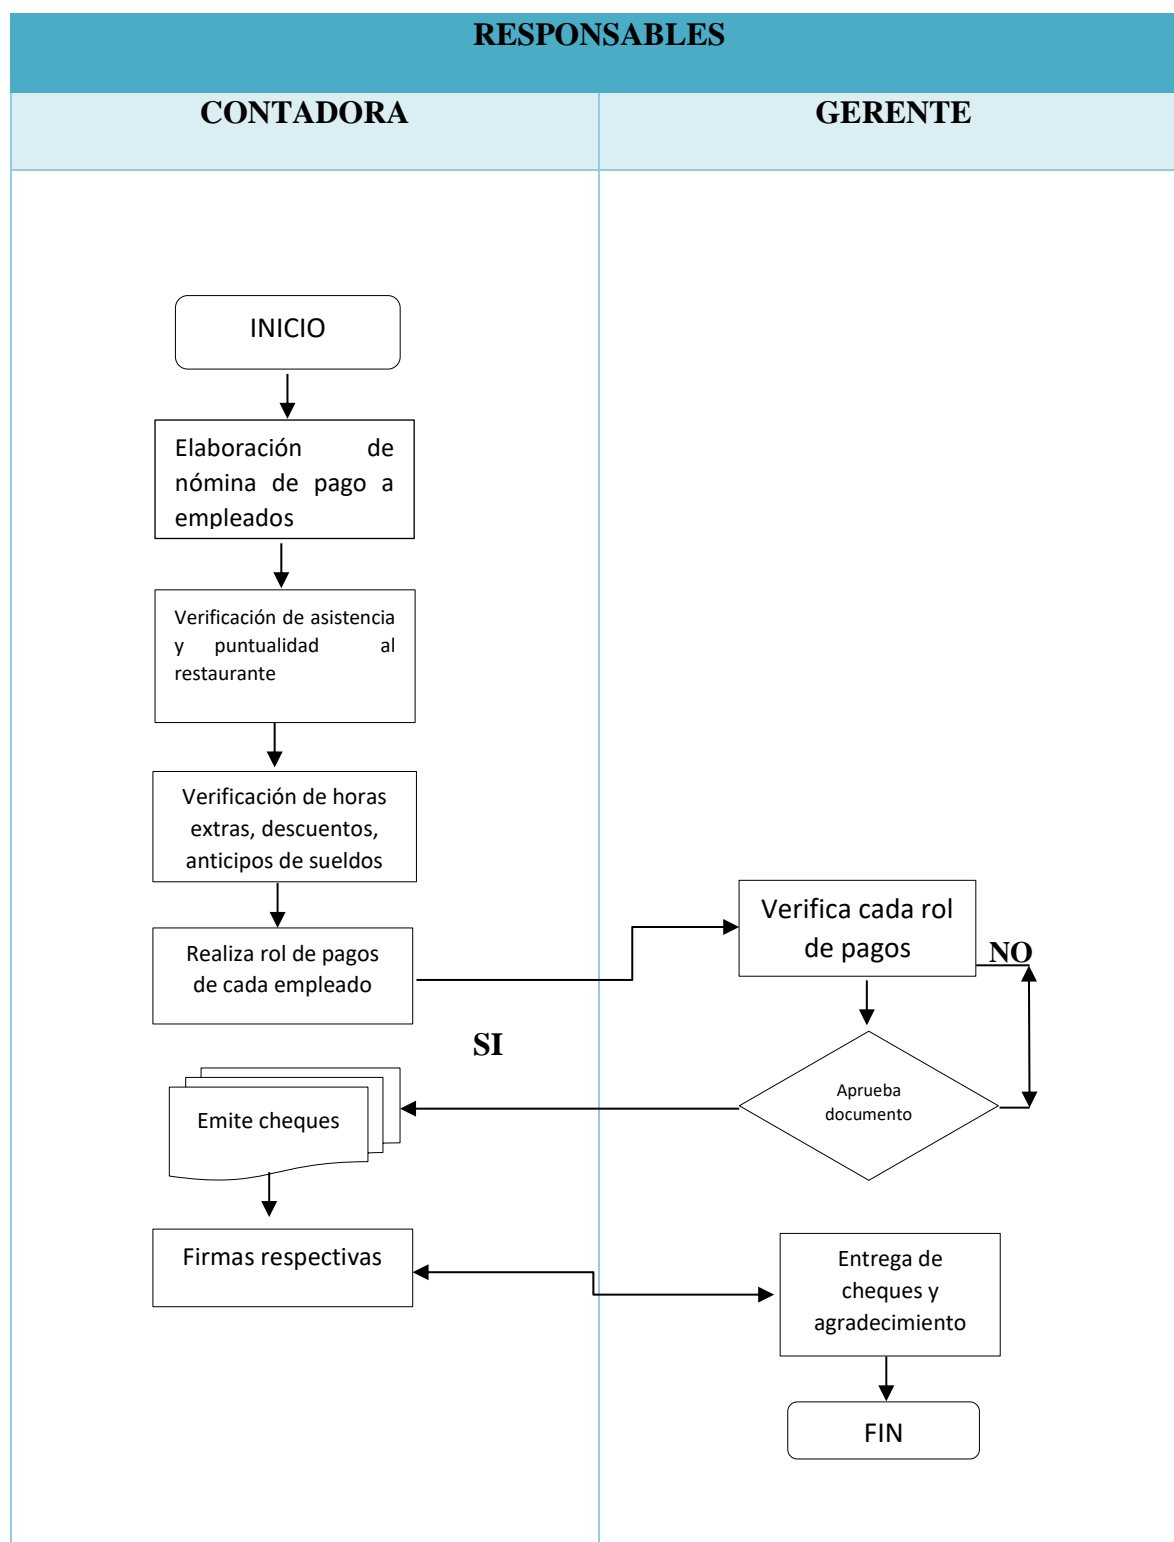 RESPONSABLES
CONTADORA
GERENTE
INICIO
Elaboración de
nómina de pago a
empleados
Verificación de asistencia
y puntualidad al
restaurante
Verificación de horas
extras, descuentos,
anticipos de sueldos
Realiza rol de pagos
de cada empleado
Verifica cada rol
de pagos
NO
SI
Aprueba
documento
Emite cheques
Firmas respectivas
Entrega de
cheques y
agradecimiento
FIN